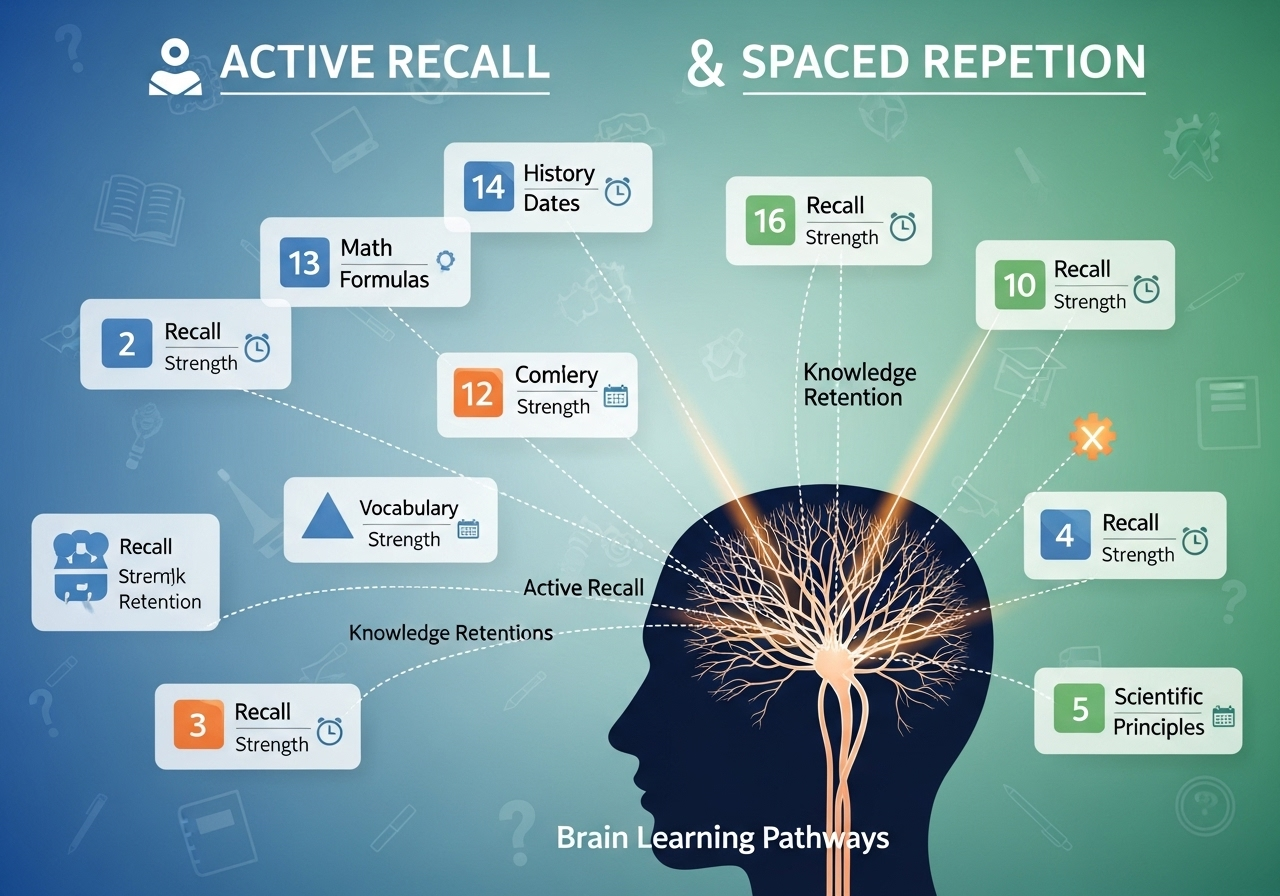 ACTIVE RECALL
& SPACED REPETION
14
History
Dates
16
Recall
Strength
13
Math
Formulas
10
Recall
Strength
2
Recall
Strength
12
Comlery
Strength
Knowledge
Retention
X
Vocabulary
Strength
4
Recall
Strength
Recall
Retention
Active Recall
Knowledge Retentions
3
Recall
Strength
5
Scientific
Principles
Brain Learning Pathways